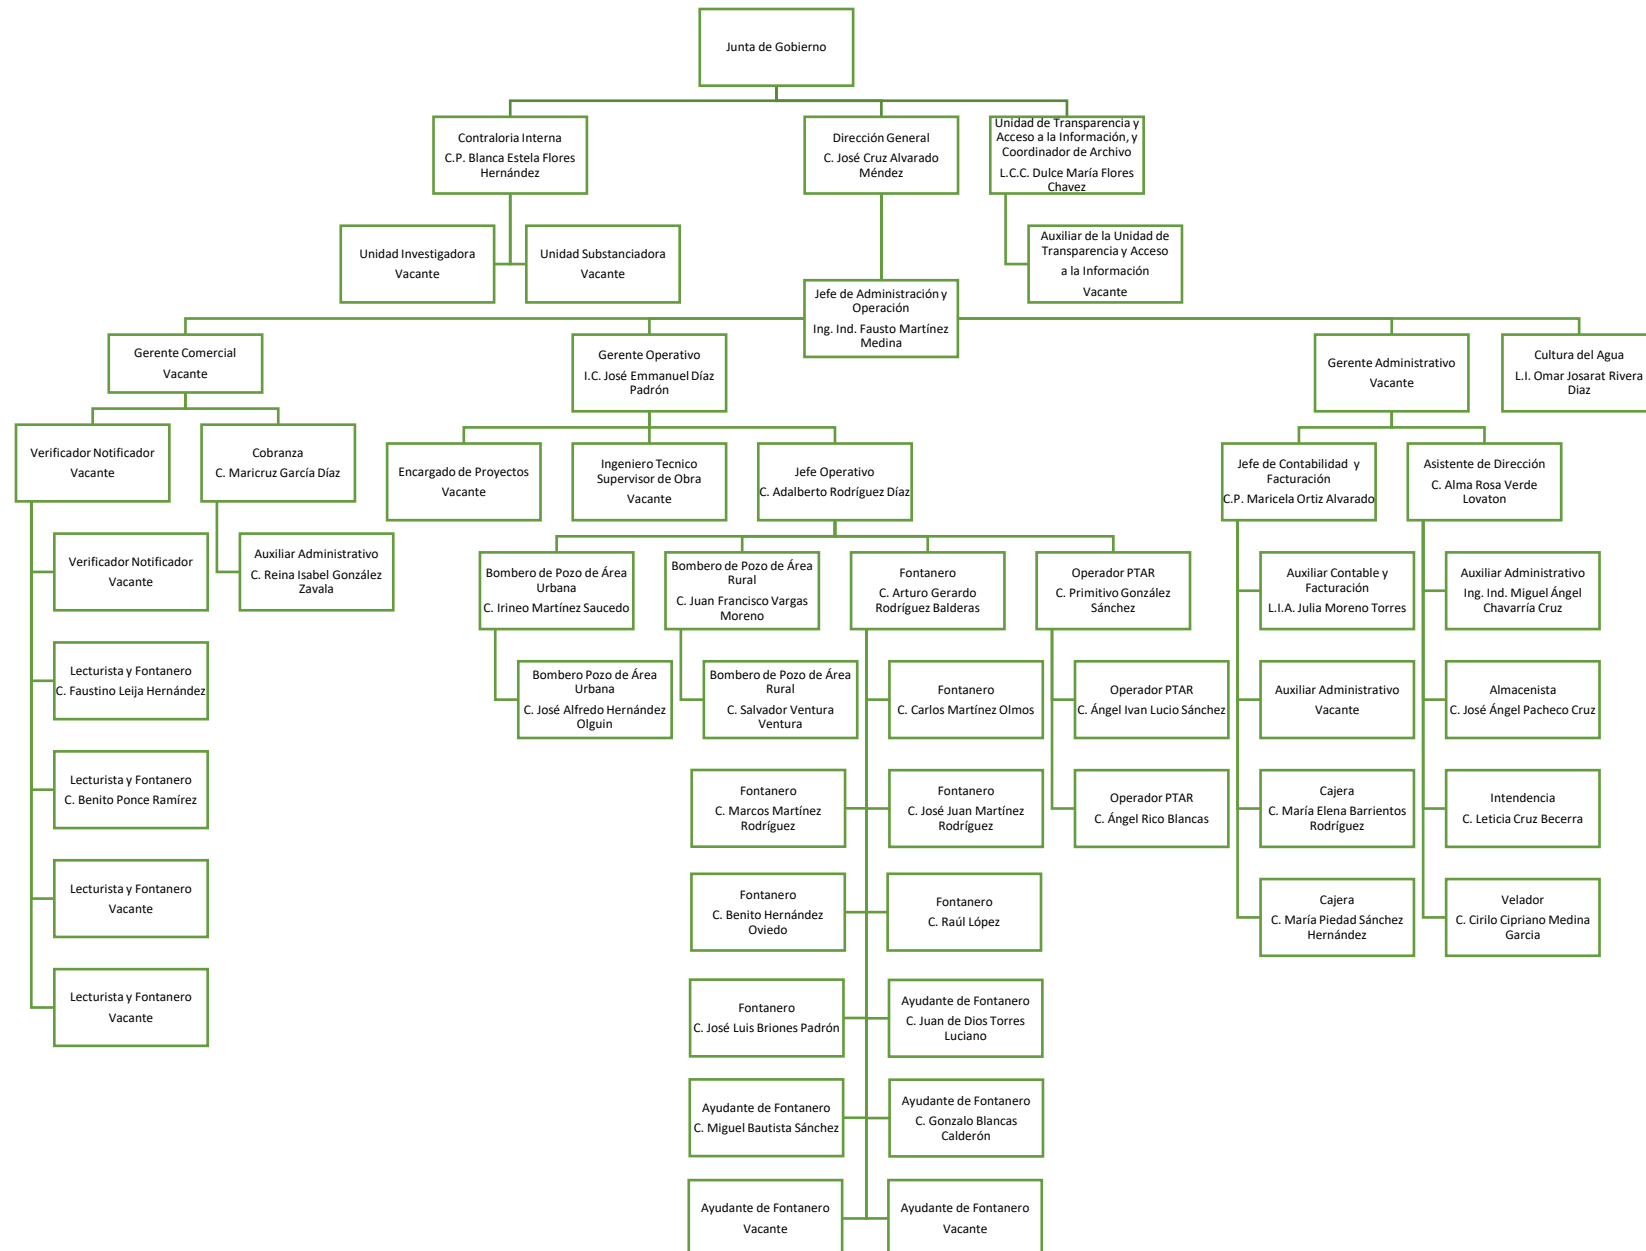 Junta de Gobierno
Contraloria Interna
C.P. Blanca Estela Flores
Hernández
Dirección General
C. José Cruz Alvarado
Méndez
Unidad de Transparencia y
Acceso a la Información, y
Coordinador de Archivo
L.C.C. Dulce María Flores
Chavez
Unidad Investigadora
Vacante
Unidad Substanciadora
Vacante
Auxiliar de la Unidad de
Transparencia y Acceso
a la Información
Vacante
Jefe de Administración y
Operación
Ing. Ind. Fausto Martínez
Medina
Gerente Comercial
Vacante
Gerente Operativo
I.C. José Emmanuel Díaz
Padrón
Gerente Administrativo
Vacante
Cultura del Agua
L.I. Omar Josarat Rivera
Diaz
Verificador Notificador
Vacante
Cobranza
C. Maricruz García Díaz
Encargado de Proyectos
Vacante
Ingeniero Tecnico
Supervisor de Obra
Vacante
Jefe Operativo
C. Adalberto Rodríguez Díaz
Jefe de Contabilidad y
Facturación
C.P. Maricela Ortiz Alvarado
Asistente de Dirección
C. Alma Rosa Verde
Lovaton
Verificador Notificador
Vacante
Auxiliar Administrativo
C. Reina Isabel González
Zavala
Bombero de Pozo de Área
Urbana
C. Irineo Martínez Saucedo
Bombero de Pozo de Área
Rural
C. Juan Francisco Vargas
Moreno
Fontanero
C. Arturo Gerardo
Rodríguez Balderas
Operador PTAR
C. Primitivo González
Sánchez
Auxiliar Contable y
Facturación
L.I.A. Julia Moreno Torres
Auxiliar Administrativo
Ing. Ind. Miguel Ángel
Chavarría Cruz
Lecturista y Fontanero
C. Faustino Leija Hernández
Bombero Pozo de Área
Urbana
C. José Alfredo Hernández
Olguin
Bombero de Pozo de Área
Rural
C. Salvador Ventura
Ventura
Fontanero
C. Carlos Martínez Olmos
Operador PTAR
C. Ángel Ivan Lucio Sánchez
Auxiliar Administrativo
Vacante
Almacenista
C. José Ángel Pacheco Cruz
Lecturista y Fontanero
C. Benito Ponce Ramírez
Fontanero
C. Marcos Martínez
Rodríguez
Fontanero
C. José Juan Martínez
Rodríguez
Operador PTAR
C. Ángel Rico Blancas
Cajera
C. María Elena Barrientos
Rodríguez
Intendencia
C. Leticia Cruz Becerra
Lecturista y Fontanero
Vacante
Fontanero
C. Benito Hernández
Oviedo
Fontanero
C. Raúl López
Cajera
C. María Piedad Sánchez
Hernández
Velador
C. Cirilo Cipriano Medina
Garcia
Lecturista y Fontanero
Vacante
Fontanero
C. José Luis Briones Padrón
Ayudante de Fontanero
C. Juan de Dios Torres
Luciano
Ayudante de Fontanero
C. Miguel Bautista Sánchez
Ayudante de Fontanero
C. Gonzalo Blancas
Calderón
Ayudante de Fontanero
Vacante
Ayudante de Fontanero
Vacante